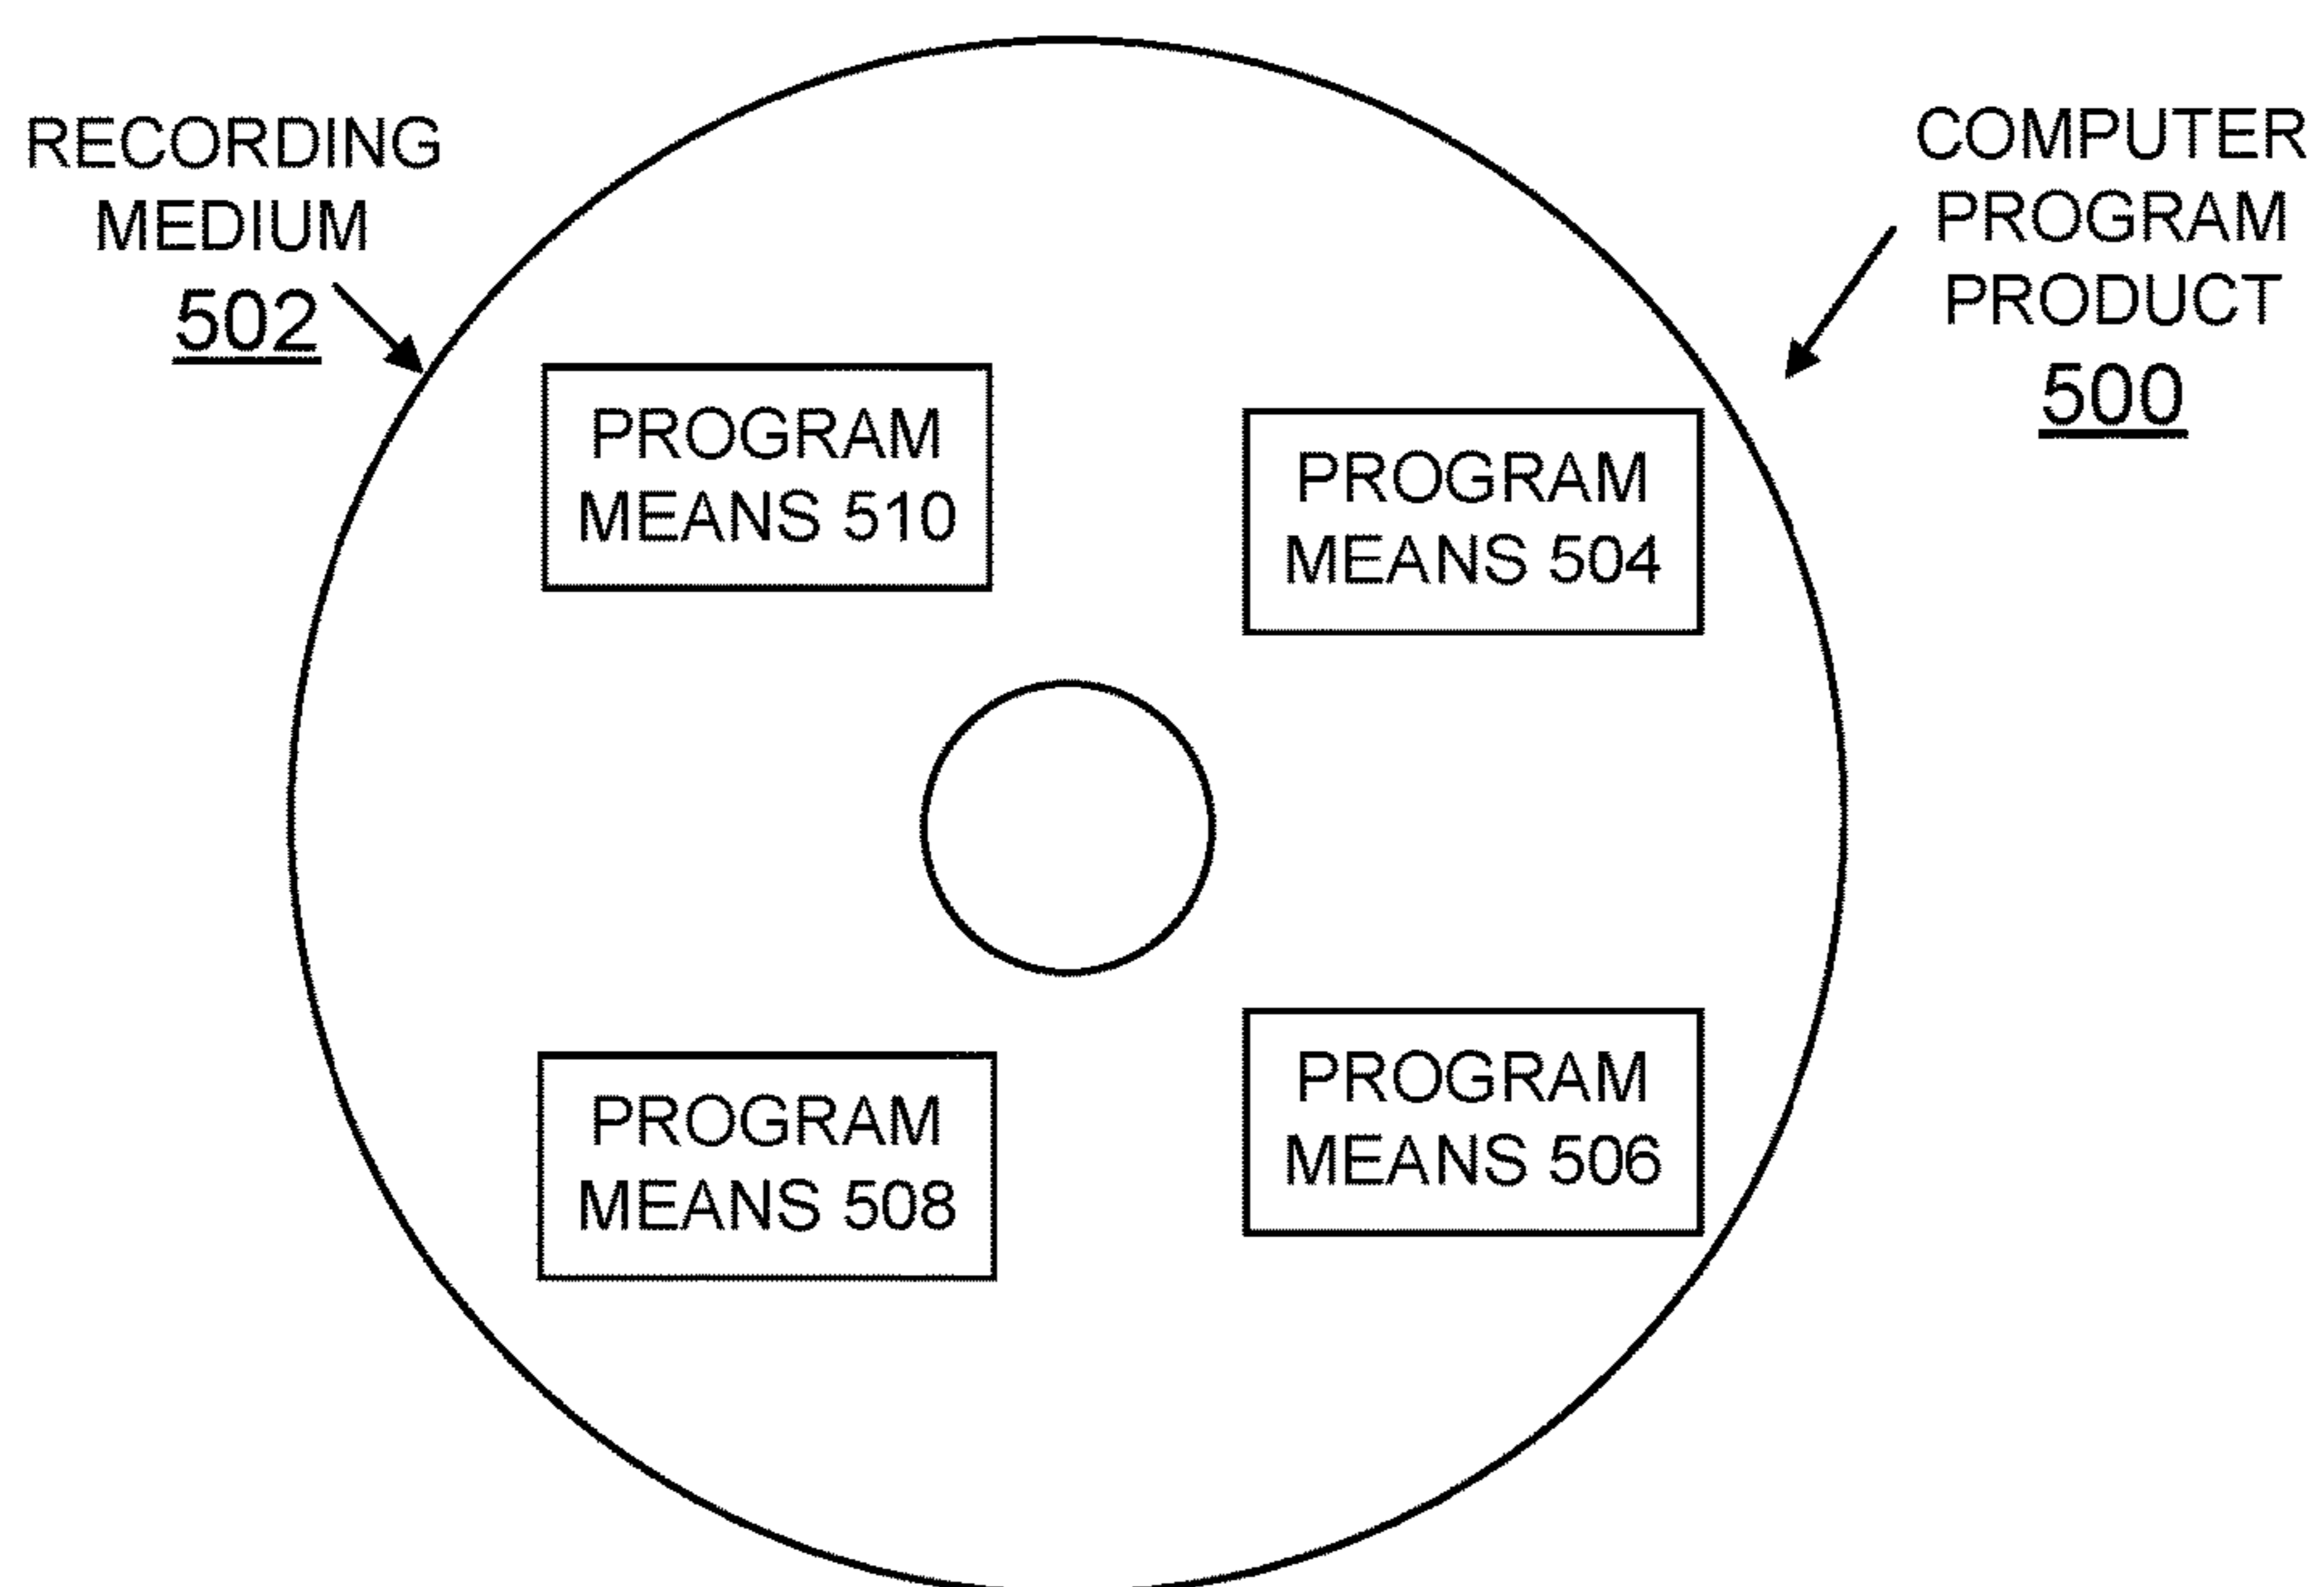 RECORDING
MEDIUM
502
COMPUTER
PROGRAM
PRODUCT
500
PROGRAM
MEANS 510
PROGRAM
MEANS 504
PROGRAM
MEANS 508
PROGRAM
MEANS 506